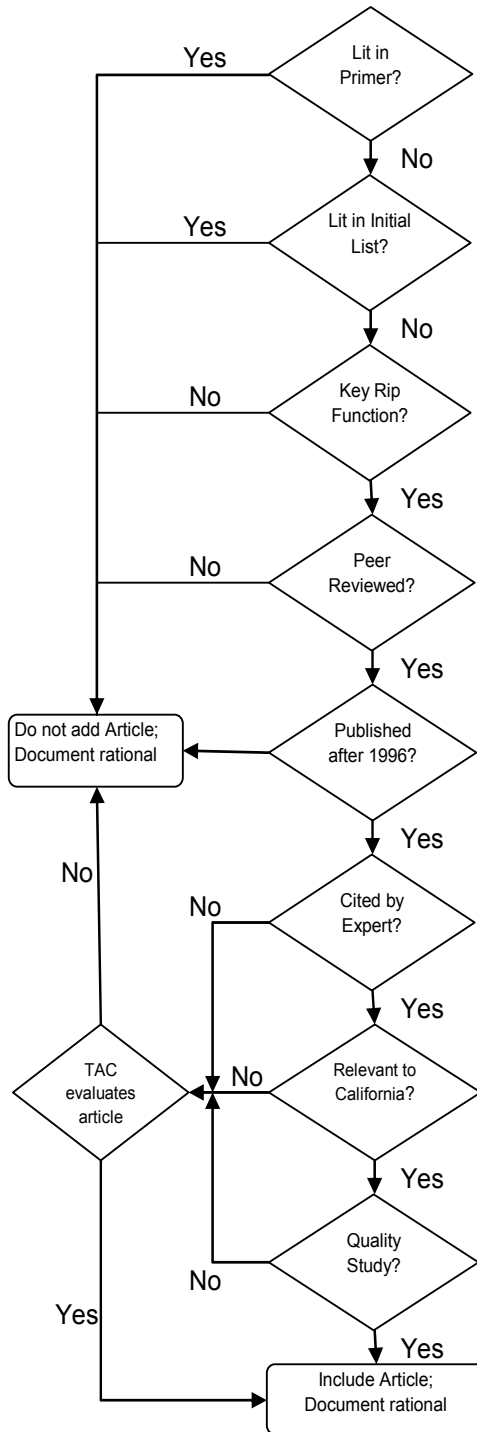 Lit in
Primer?
Yes
No
Lit in Initial
List?
Yes
No
Key Rip
Function?
No
Yes
Peer
Reviewed?
No
Yes
Do not add Article;
Document rational
Published
after 1996?
Yes
No
Cited by
Expert?
No
Yes
TAC
evaluates
article
No
Relevant to
California?
Yes
Quality
Study?
No
Yes
Yes
Include Article;
Document rational